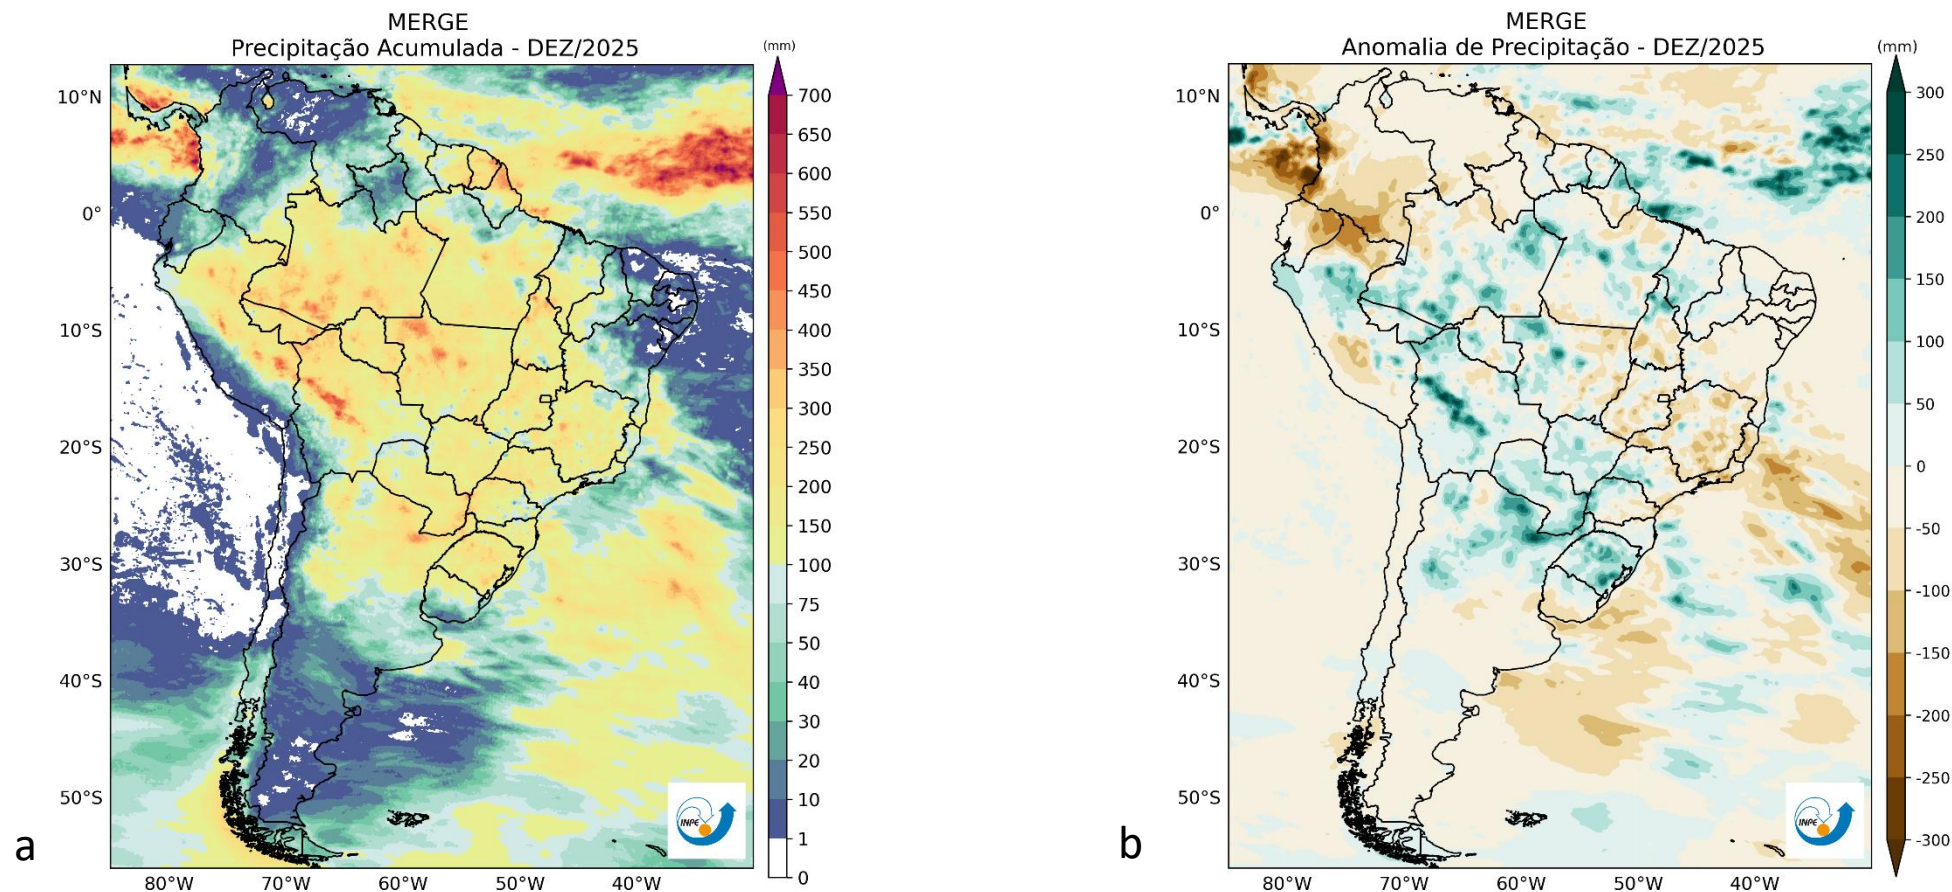 MERGE
Precipitação Acumulada - DEZ/2025
(mm)
10°N
0°
10°S
20°S
30°S
40°S
50°S
80°W
70°W
60°W
50°W
40°W
700
650
600
550
500
450
400
350
300
250
200
150
100
75
50
40
30
20
10
1
0
INPE
a
MERGE
Anomalia de Precipitação - DEZ/2025
(mm)
10°N
0°
10°S
20°S
30°S
40°S
50°S
80°W
70°W
60°W
50°W
40°W
300
250
200
150
100
50
0
-50
-100
-150
-200
-250
-300
INPE
b